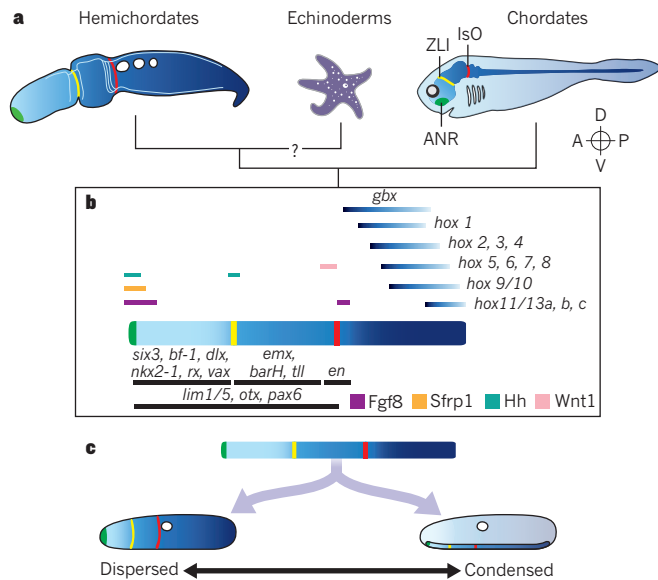 a
Hemichordates Echinoderms Chordates
ZLI IsO
ANR
?
D
A P
V
b
gbx
hox 1
hox 2, 3, 4
hox 5, 6, 7, 8
hox 9/10
hox11/13a, b, c
six3, bf-1, dlx, emx,
nkx2-1, rx, vax barH, tll en
lim1/5, otx, pax6
Fgf8 Sfrp1 Hh Wnt1
c
Dispersed Condensed